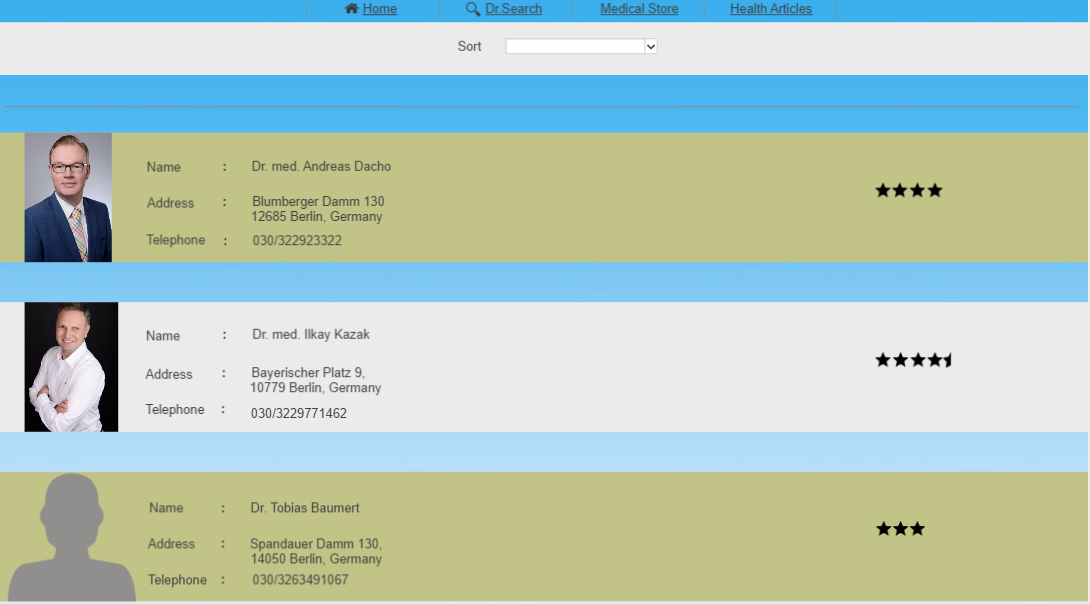 Home Dr.Search Medical Store Health Articles
Sort
Name : Dr. med. Andreas Dacho
Address : Blumberger Damm 130
12685 Berlin, Germany
Telephone : 030/322923322
Name : Dr. med. Ilkay Kazak
Address : Bayerischer Platz 9,
10779 Berlin, Germany
Telephone : 030/3229771462
Name : Dr. Tobias Baumert
Address : Spandauer Damm 130,
14050 Berlin, Germany
Telephone : 030/3263491067